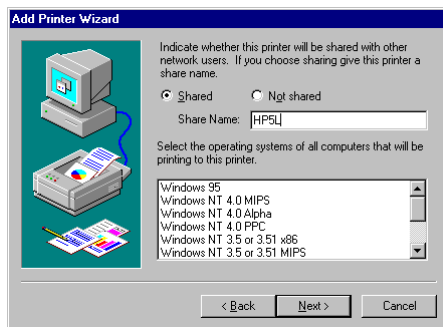 Add Printer Wizard
Indicate whether this printer will be shared with other
network users. If you choose sharing give this printer a
share name.
Shared Not shared
Share Name: HP5L
Select the operating systems of all computers that will be
printing to this printer.
Windows 95
Windows NT 4.0 MIPS
Windows NT 4.0 Alpha
Windows NT 4.0 PPC
Windows NT 3.5 or 3.51 x86
Windows NT 3.5 or 3.51 MIPS
< Back Next > Cancel